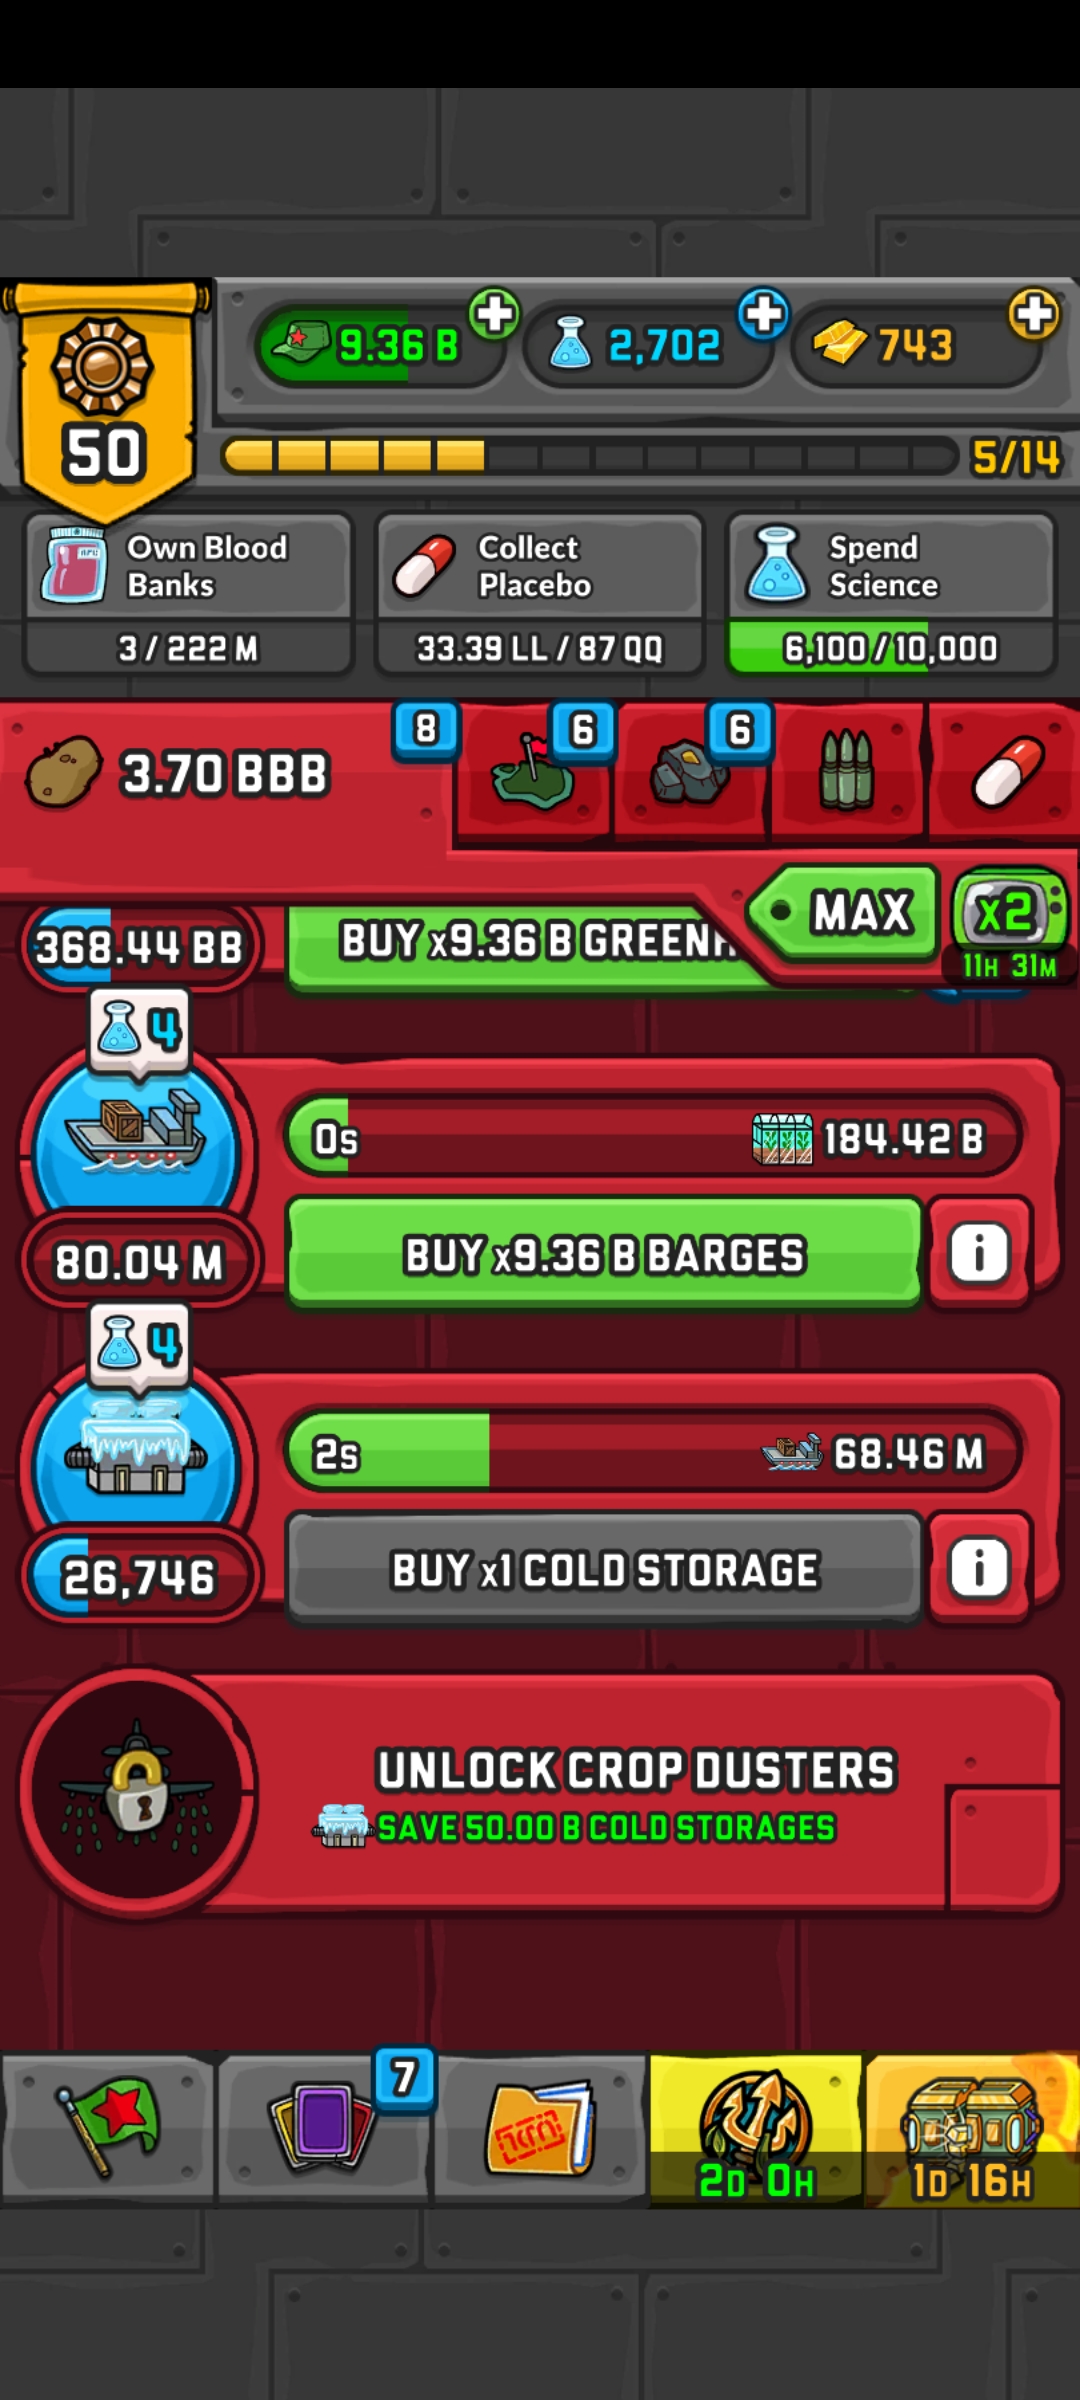 9.36 B
2,702
743
50
5/14
Own Blood
Banks
3 / 222 M
Collect
Placebo
33.39 LL / 87 QQ
Spend
Science
6,100 / 10,000
3.70 BBB
8
6
6
MAX
x2
11H 31M
368.44 BB
BUY x9.36 B GREENH
4
0s
184.42 B
80.04 M
BUY x9.36 B BARGES
i
4
2s
68.46 M
26,746
BUY x1 COLD STORAGE
i
UNLOCK CROP DUSTERS
SAVE 50.00 B COLD STORAGES
7
2D 0H
1D 16H